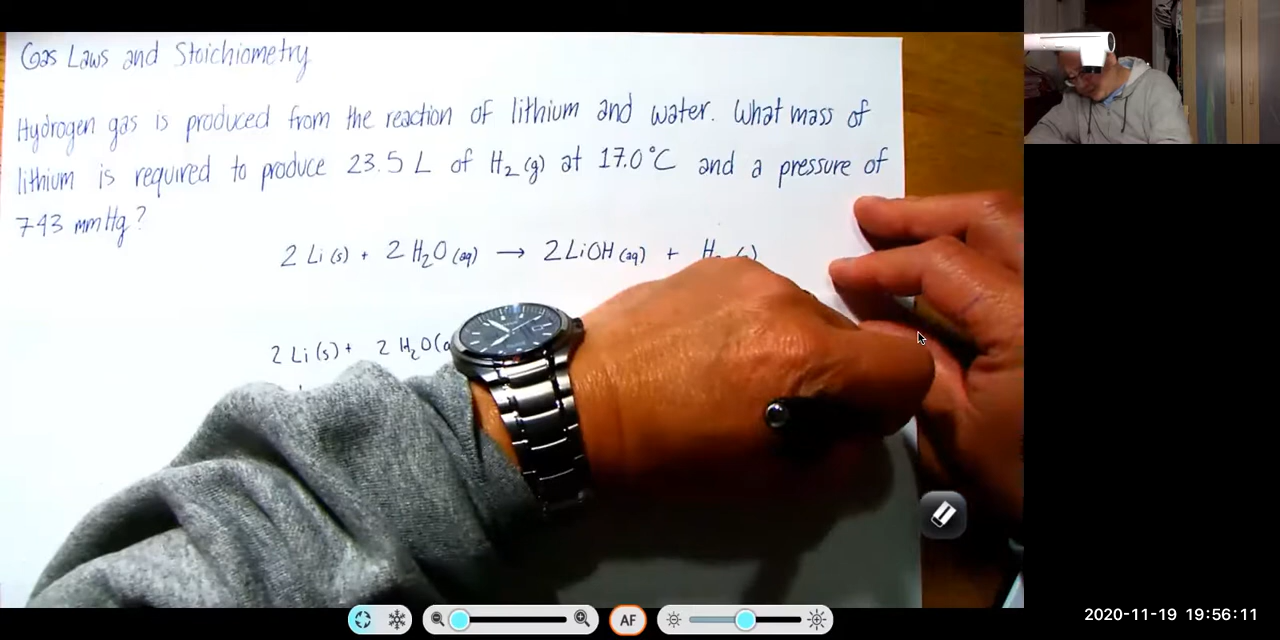 Gas Laws and Stoichiometry
Hydrogen gas is produced from the reaction of lithium and water. What mass of
lithium is required to produce 23.5 L of H₂(g) at 17.0°C and a pressure of
743 mmHg?
2 Li(s) + 2 H₂O(aq) → 2 LiOH(aq) + H₂
2 Li(s) + 2 H₂O(a
AF
2020-11-19 19:56:11